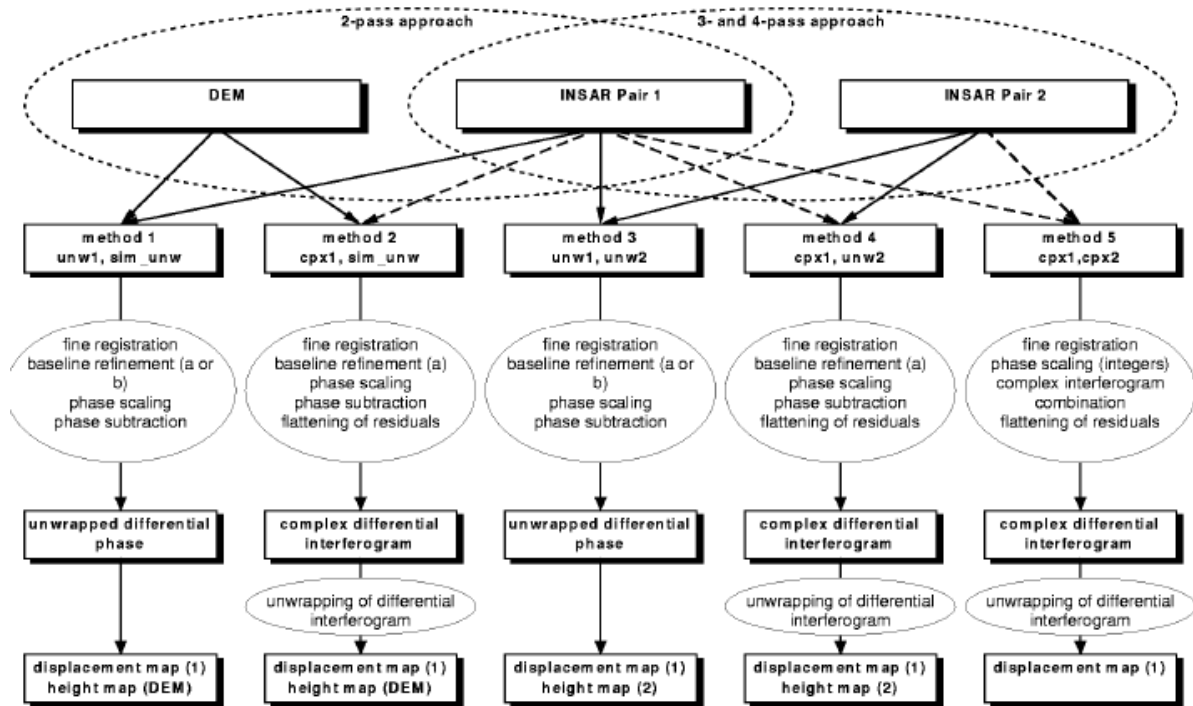 2-pass approach
3- and 4-pass approach
DEM
INSAR Pair 1
INSAR Pair 2
method 1
unw1, sim_unw
method 2
cpx1, sim_unw
method 3
unw1, unw2
method 4
cpx1, unw2
method 5
cpx1,cpx2
fine registration
baseline refinement (a or
b)
phase scaling
phase subtraction
fine registration
baseline refinement (a)
phase scaling
phase subtraction
flattening of residuals
fine registration
baseline refinement (a or
b)
phase scaling
phase subtraction
fine registration
baseline refinement (a)
phase scaling
phase subtraction
flattening of residuals
fine registration
phase scaling (integers)
complex interferogram
combination
flattening of residuals
unwrapped differential
phase
complex differential
interferogram
unwrapped differential
phase
complex differential
interferogram
complex differential
interferogram
unwrapping of differential
interferogram
unwrapping of differential
interferogram
unwrapping of differential
interferogram
displacement map (1)
height map (DEM)
displacement map (1)
height map (DEM)
displacement map (1)
height map (2)
displacement map (1)
height map (2)
displacement map (1)